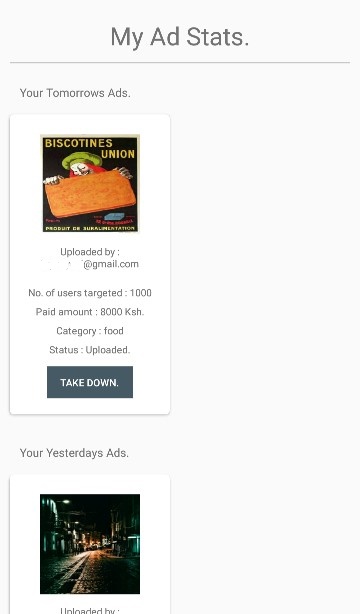 My Ad Stats.
Your Tomorrows Ads.
BISCOTINES
UNION
PRODUIT DE SURALIMENTATION
Uploaded by :
@gmail.com
No. of users targeted : 1000
Paid amount : 8000 Ksh.
Category : food
Status : Uploaded.
TAKE DOWN.
Your Yesterdays Ads.
Uploaded by :